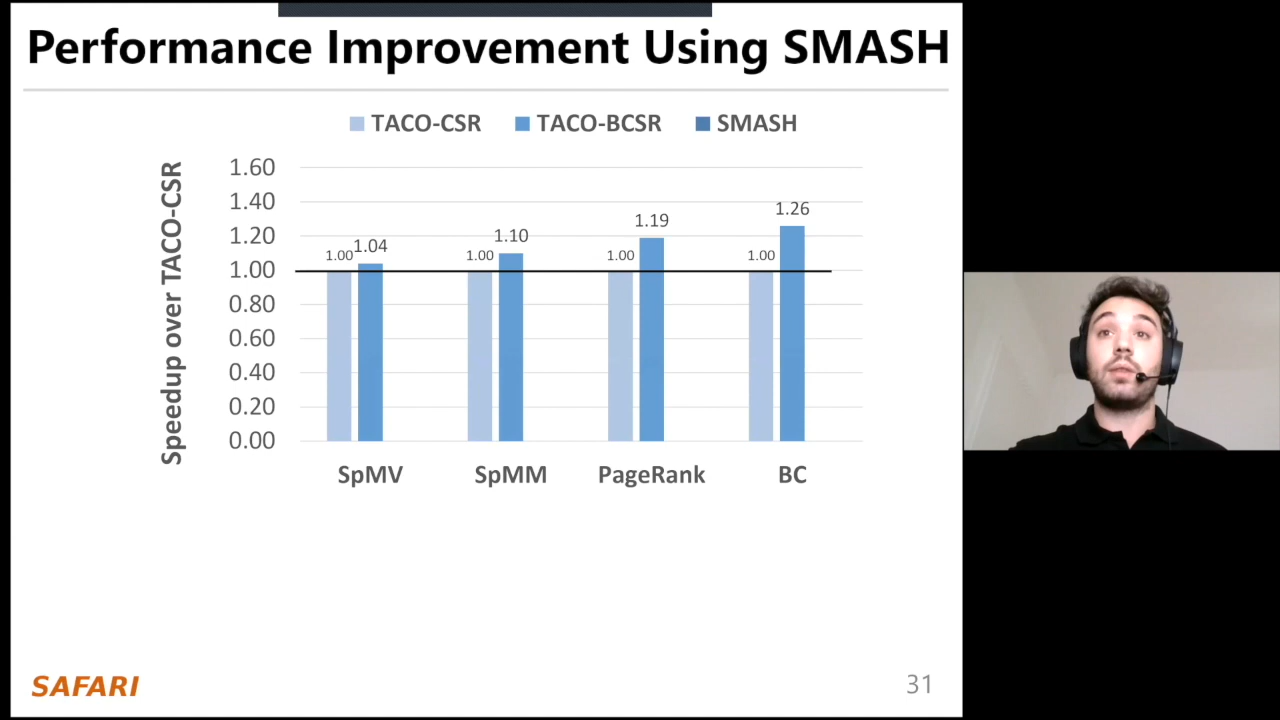 Performance Improvement Using SMASH
TACO-CSR TACO-BCSR SMASH
Speedup over TACO-CSR
1.60
1.40
1.20
1.00
0.80
0.60
0.40
0.20
0.00
1.00 1.04
1.00 1.10
1.00 1.19
1.00 1.26
SpMV SpMM PageRank BC
SAFARI
31